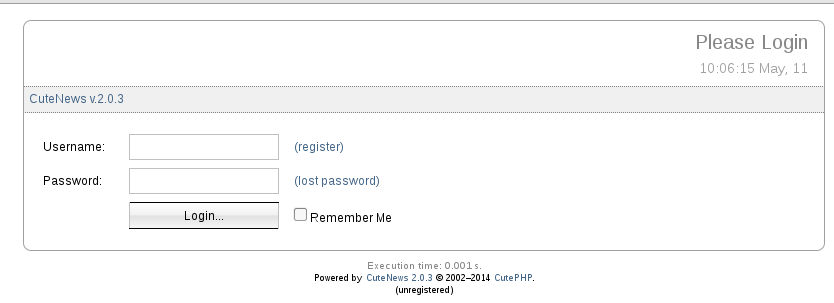 Please Login
10:06:15 May, 11
CuteNews v.2.0.3
Username: (register)
Password: (lost password)
Login... Remember Me
Execution time: 0.001 s.
Powered by CuteNews 2.0.3 © 2002–2014 CutePHP.
(unregistered)